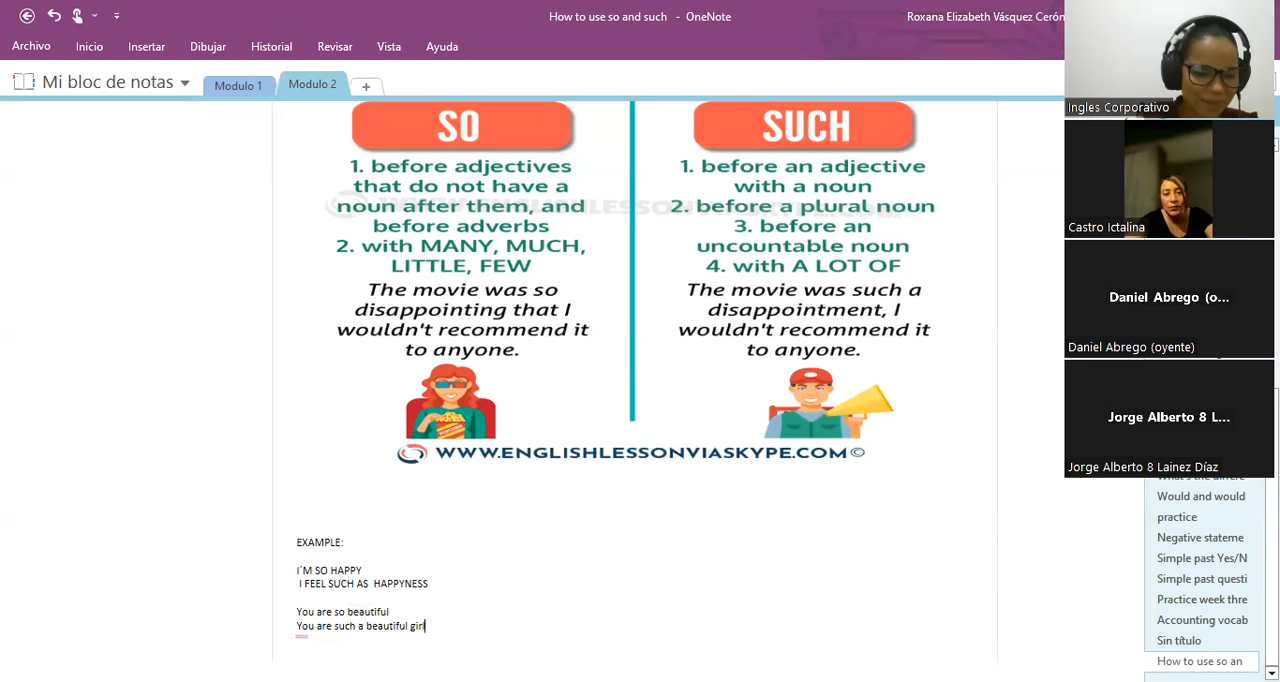 How to use so and such - OneNote
Roxana Elizabeth Vásquez Cerón
Archivo Inicio Insertar Dibujar Historial Revisar Vista Ayuda
Mi bloc de notas
Modulo 1
Modulo 2
SO
1. before adjectives
that do not have a
noun after them, and
before adverbs
2. with MANY, MUCH,
LITTLE, FEW
The movie was so
disappointing that I
wouldn't recommend it
to anyone.
SUCH
1. before an adjective
with a noun
2. before a plural noun
3. before an
uncountable noun
4. with A LOT OF
The movie was such a
disappointment, I
wouldn't recommend it
to anyone.
WWW.ENGLISHLESSONVIASKYPE.COM©
EXAMPLE:
I´M SO HAPPY
I FEEL SUCH AS HAPPYNESS
You are so beautiful
You are such a beautiful girl
Ingles Corporativo
Castro Ictalina
Daniel Abrego (o...
Daniel Abrego (oyente)
Jorge Alberto 8 L...
Jorge Alberto 8 Lainez Díaz
What's the differe
Would and would
practice
Negative stateme
Simple past Yes/N
Simple past questi
Practice week thre
Accounting vocab
Sin título
How to use so an